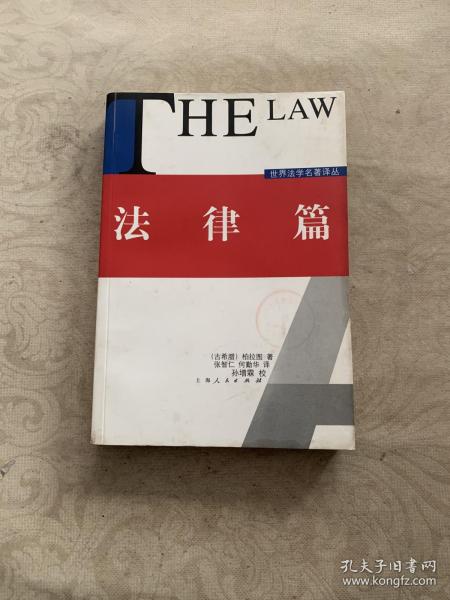 THE LAW
世界法学名著译丛
法律篇
(古希腊) 柏拉图 著
张智仁 何勤华 译
孙增霖 校
上海人民出版社
孔夫子旧书网
www.kongfz.com